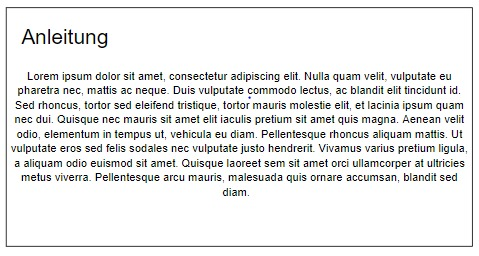 Anleitung
Lorem ipsum dolor sit amet, consectetur adipiscing elit. Nulla quam velit, vulputate eu
pharetra nec, mattis ac neque. Duis vulputate commodo lectus, ac blandit elit tincidunt id.
Sed rhoncus, tortor sed eleifend tristique, tortor mauris molestie elit, et lacinia ipsum quam
nec dui. Quisque nec mauris sit amet elit iaculis pretium sit amet quis magna. Aenean velit
odio, elementum in tempus ut, vehicula eu diam. Pellentesque rhoncus aliquam mattis. Ut
vulputate eros sed felis sodales nec vulputate justo hendrerit. Vivamus varius pretium ligula,
a aliquam odio euismod sit amet. Quisque laoreet sem sit amet orci ullamcorper at ultricies
metus viverra. Pellentesque arcu mauris, malesuada quis ornare accumsan, blandit sed
diam.